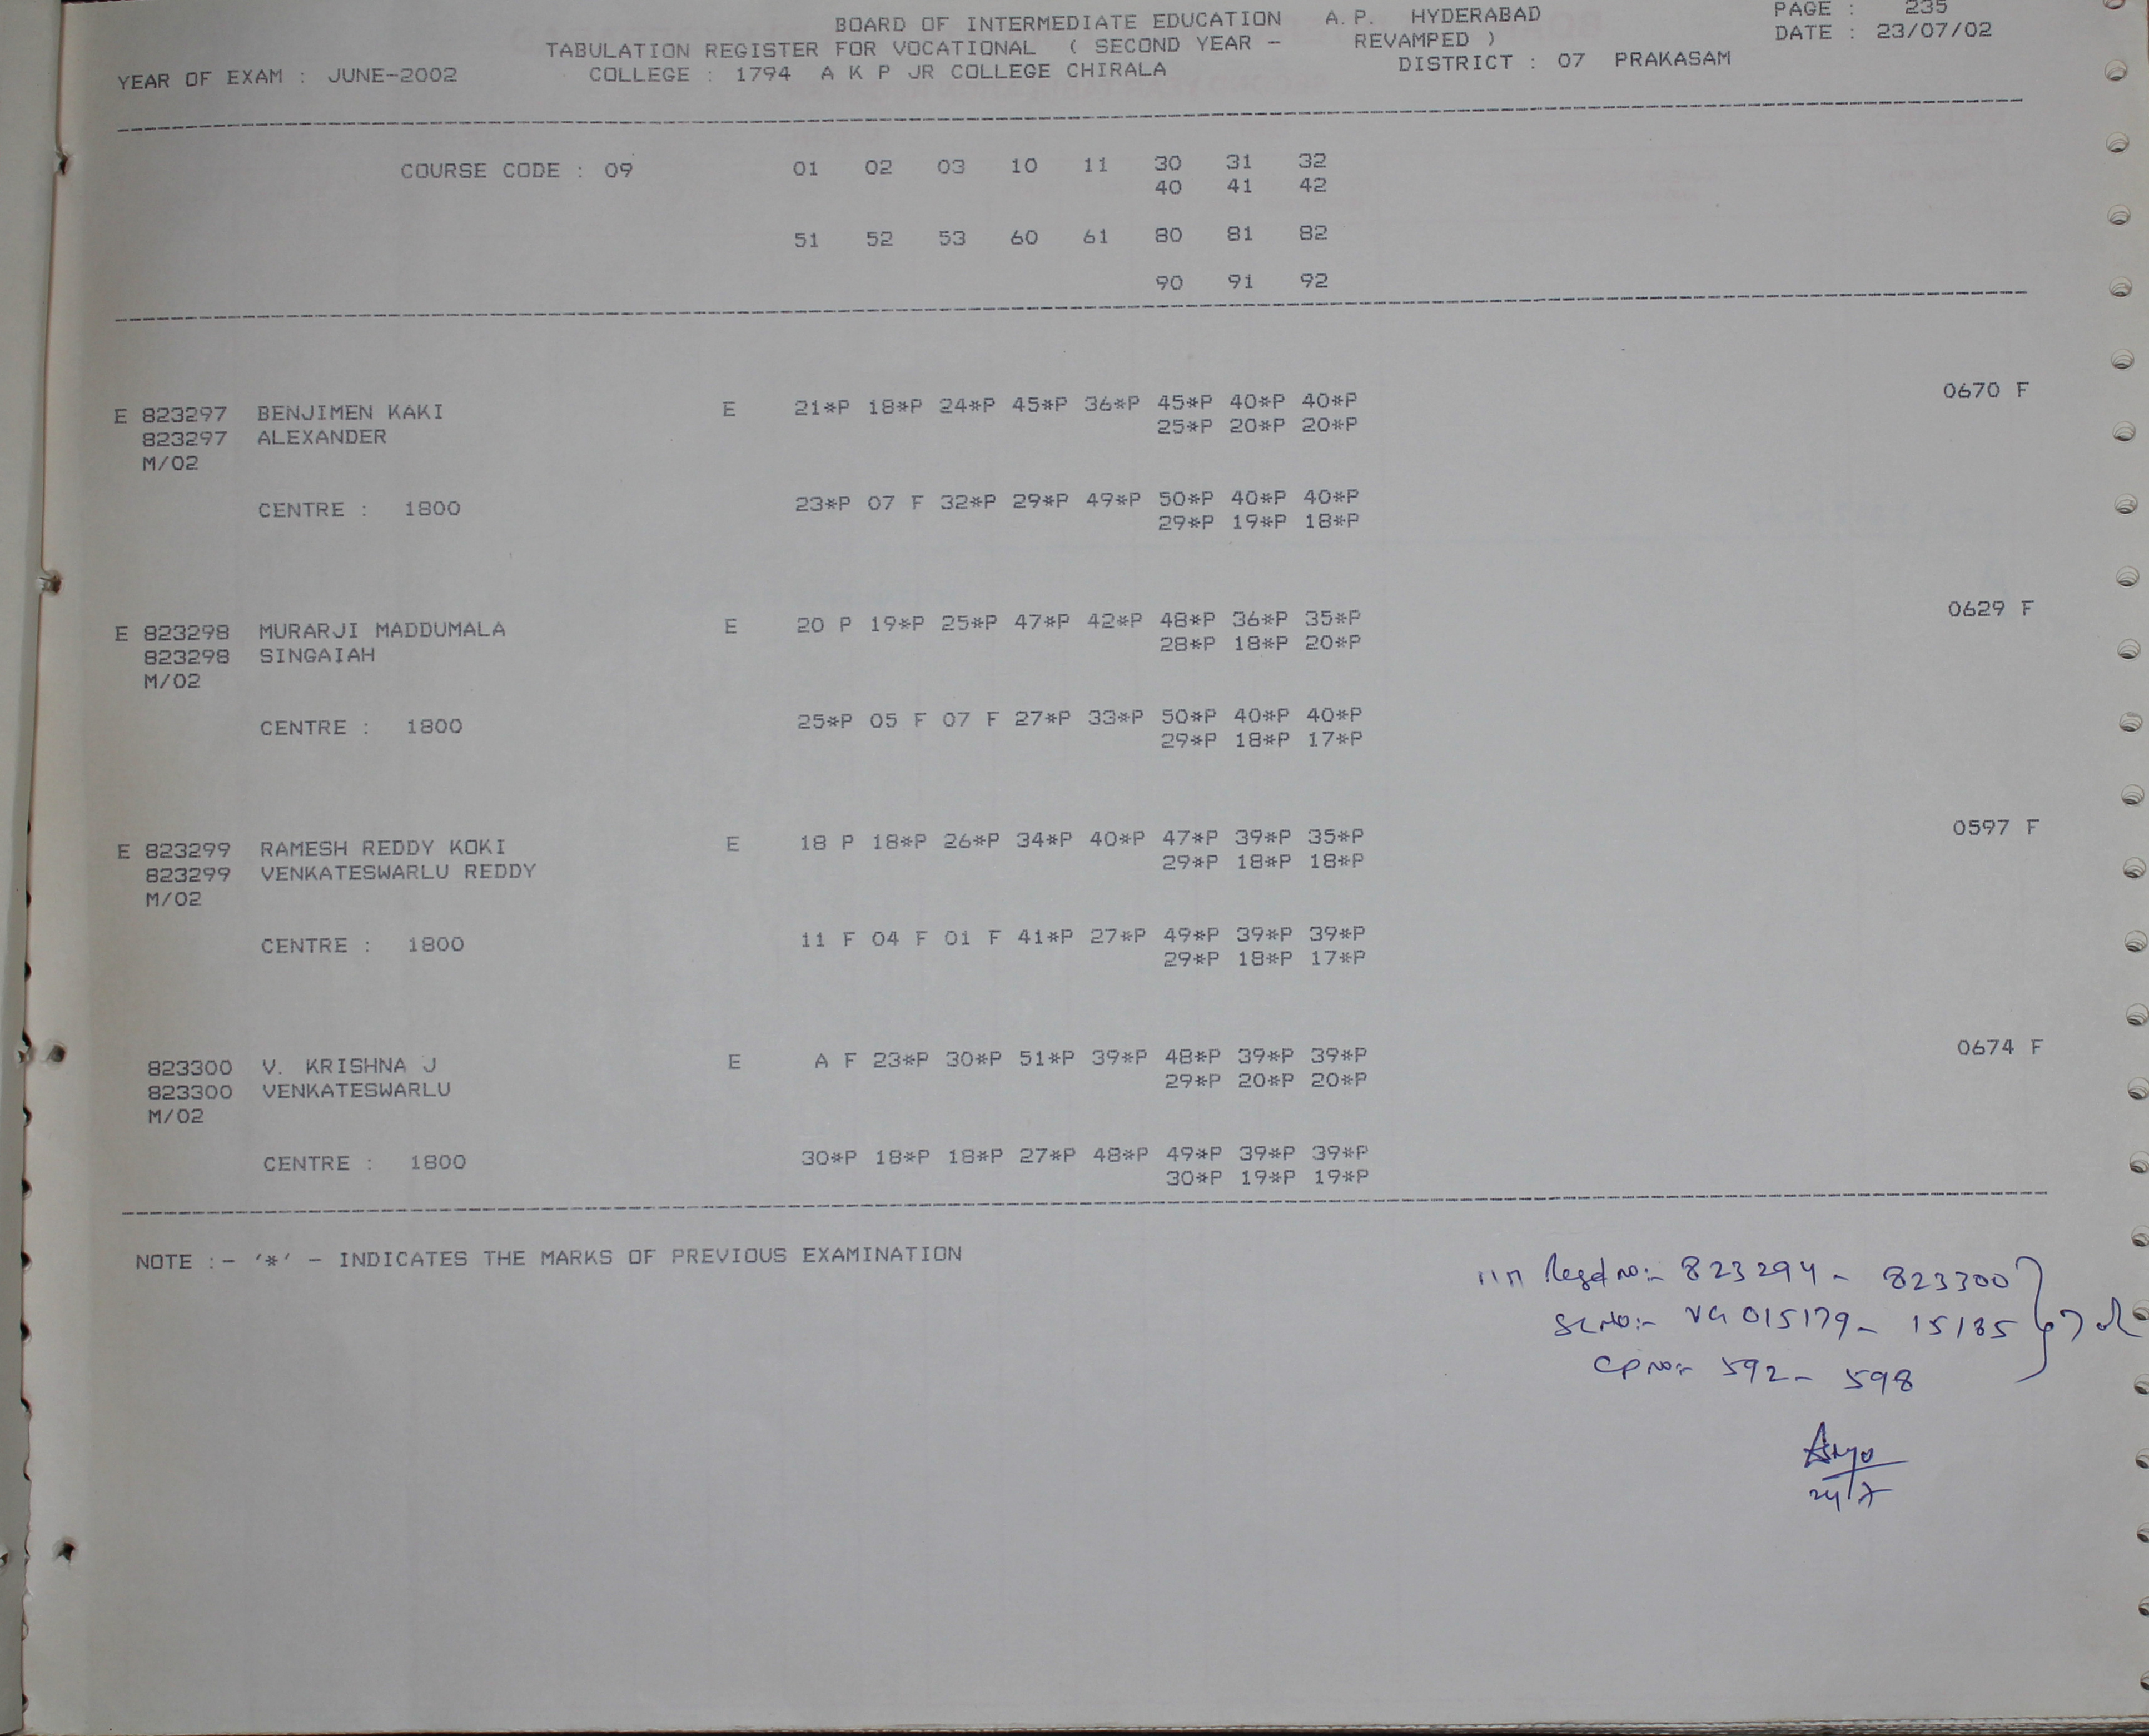 BOARD OF INTERMEDIATE EDUCATION A.P. HYDERABAD PAGE : 235
TABULATION REGISTER FOR VOCATIONAL ( SECOND YEAR - REVAMPED ) DATE : 23/07/02
YEAR OF EXAM : JUNE-2002 COLLEGE : 1794 A K P JR COLLEGE CHIRALA DISTRICT : 07 PRAKASAM
COURSE CODE : 09 01 02 03 10 11 30 31 32
40 41 42
51 52 53 60 61 80 81 82
90 91 92
0670 F
E 823297 BENJIMEN KAKI E 21*P 18*P 24*P 45*P 36*P 45*P 40*P 40*P
823297 ALEXANDER 25*P 20*P 20*P
M/02
CENTRE : 1800 23*P 07 F 32*P 29*P 49*P 50*P 40*P 40*P
29*P 19*P 18*P
0629 F
E 823298 MURARJI MADDUMALA E 20 P 19*P 25*P 47*P 42*P 48*P 36*P 35*P
823298 SINGAIAH 28*P 18*P 20*P
M/02
CENTRE : 1800 25*P 05 F 07 F 27*P 33*P 50*P 40*P 40*P
29*P 18*P 17*P
0597 F
E 823299 RAMESH REDDY KOKI E 18 P 18*P 26*P 34*P 40*P 47*P 39*P 35*P
823299 VENKATESWARLU REDDY 29*P 18*P 18*P
M/02
CENTRE : 1800 11 F 04 F 01 F 41*P 27*P 49*P 39*P 39*P
29*P 18*P 17*P
0674 F
823300 V. KRISHNA J E A F 23*P 30*P 51*P 39*P 48*P 39*P 39*P
823300 VENKATESWARLU 29*P 20*P 20*P
M/02
CENTRE : 1800 30*P 18*P 18*P 27*P 48*P 49*P 39*P 39*P
30*P 19*P 19*P
NOTE :- '*' - INDICATES THE MARKS OF PREVIOUS EXAMINATION
Regd no:- 823294 - 823300
Sl No:- VG 015179 - 15185
CP no:- 592 - 598
24/7